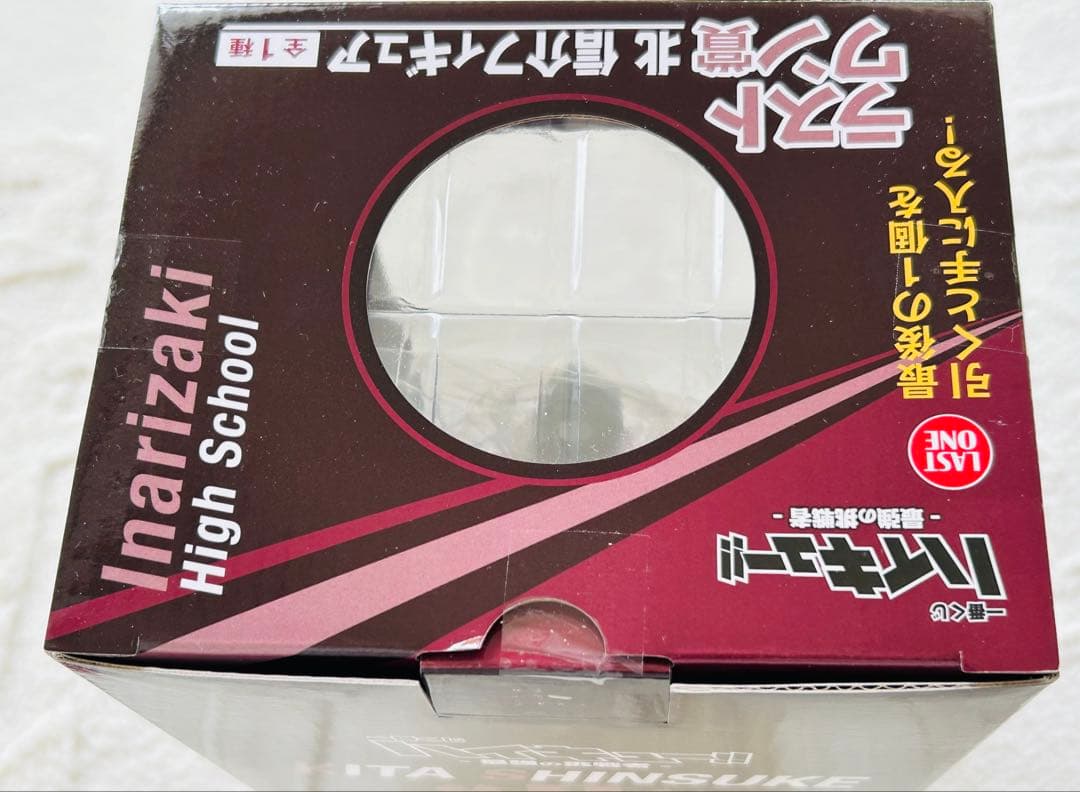 一番くじ
ハイキュー!!
- 最強の挑戦者 -
LAST
ONE
最後の1個を
引くと手に入る!
ラスト
ワン賞
北 信介フィギュア
全1種
Inarizaki
High School
KITA SHINSUKE